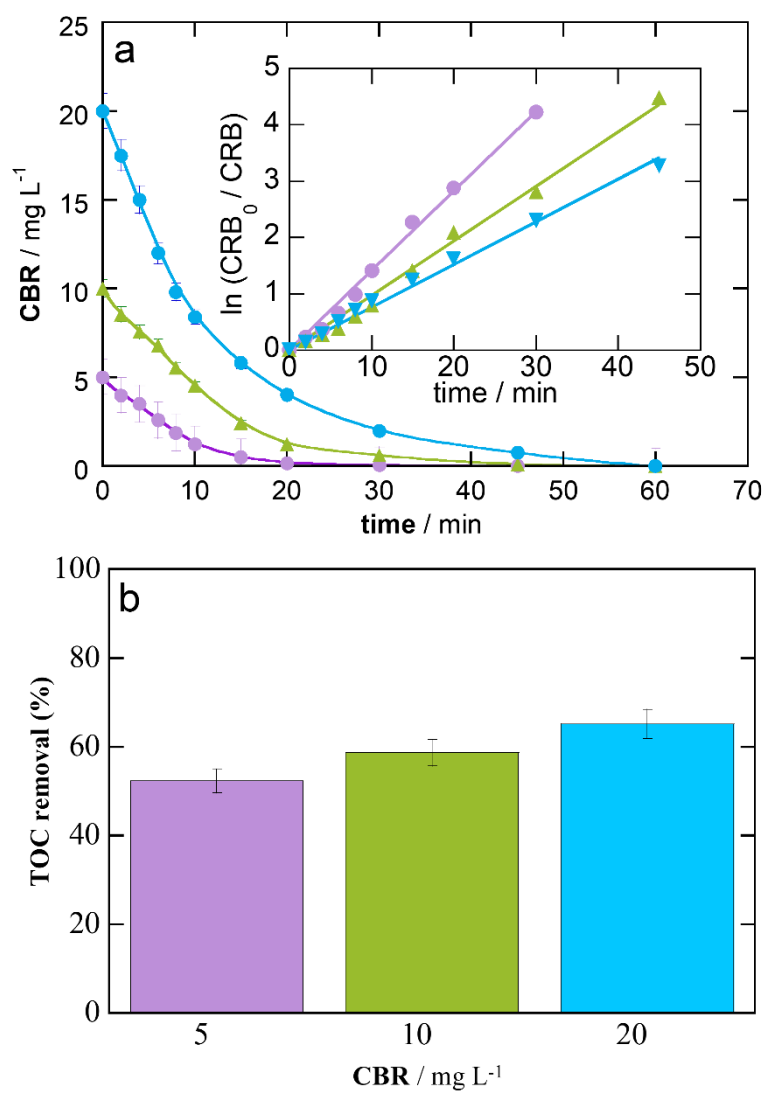 a
CBR / mg L⁻¹
25
20
15
10
5
0
0 10 20 30 40 50 60 70
time / min
ln (CRB₀ / CRB)
5
4
3
2
1
0
0 10 20 30 40 50
time / min
b
TOC removal (%)
100
80
60
40
20
0
5 10 20
CBR / mg L⁻¹